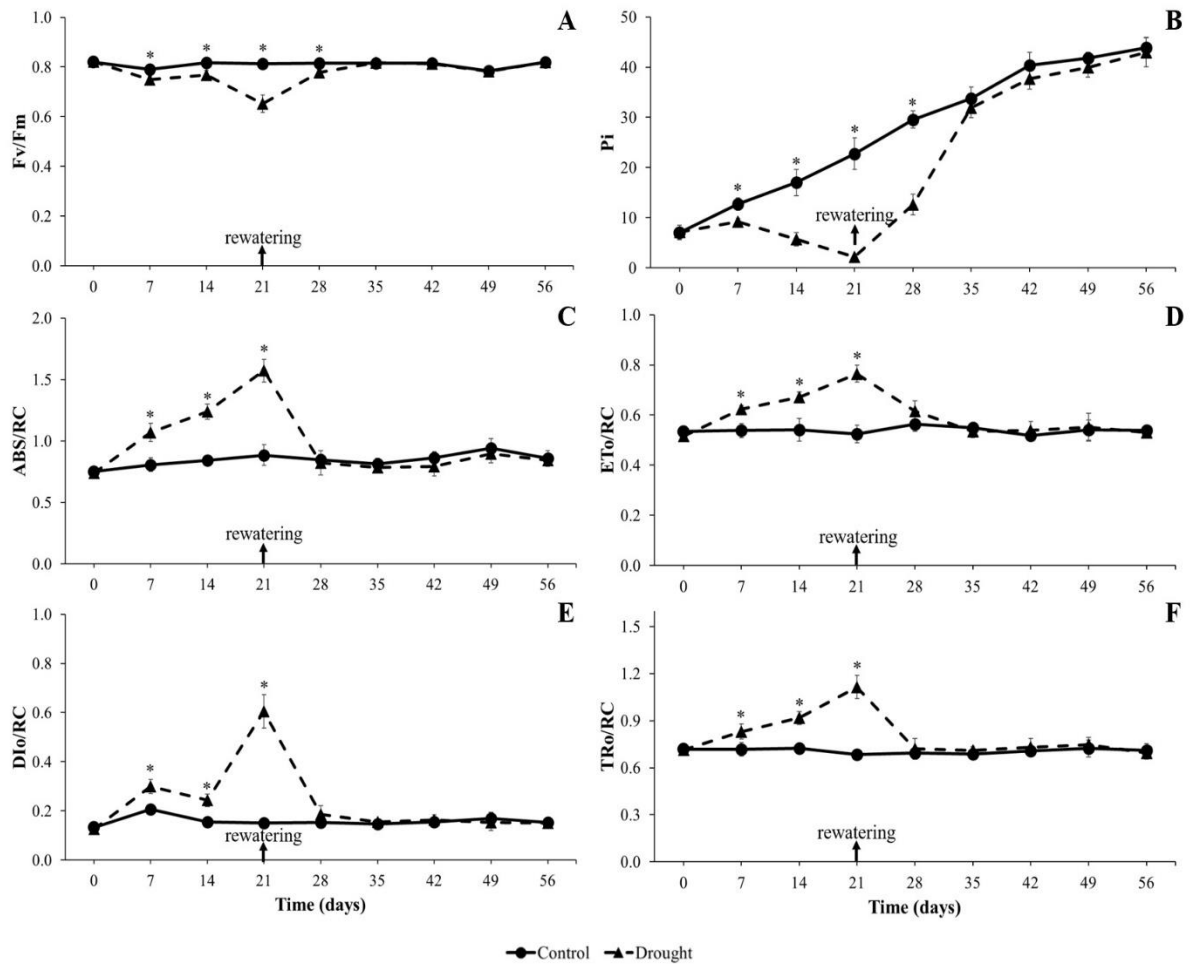 A
Fv/Fm
1.0
0.8
0.6
0.4
0.2
0.0
* * * *
rewatering
0 7 14 21 28 35 42 49 56
B
Pi
50
40
30
20
10
0
* * * *
rewatering
0 7 14 21 28 35 42 49 56
C
ABS/RC
2.0
1.5
1.0
0.5
0.0
* * *
rewatering
0 7 14 21 28 35 42 49 56
D
ETo/RC
1.0
0.8
0.6
0.4
0.2
0.0
* * *
rewatering
0 7 14 21 28 35 42 49 56
E
DIo/RC
1.0
0.8
0.6
0.4
0.2
0.0
* * *
rewatering
0 7 14 21 28 35 42 49 56
Time (days)
F
TRo/RC
1.5
1.2
0.9
0.6
0.3
0.0
* * *
rewatering
0 7 14 21 28 35 42 49 56
Time (days)
Control Drought